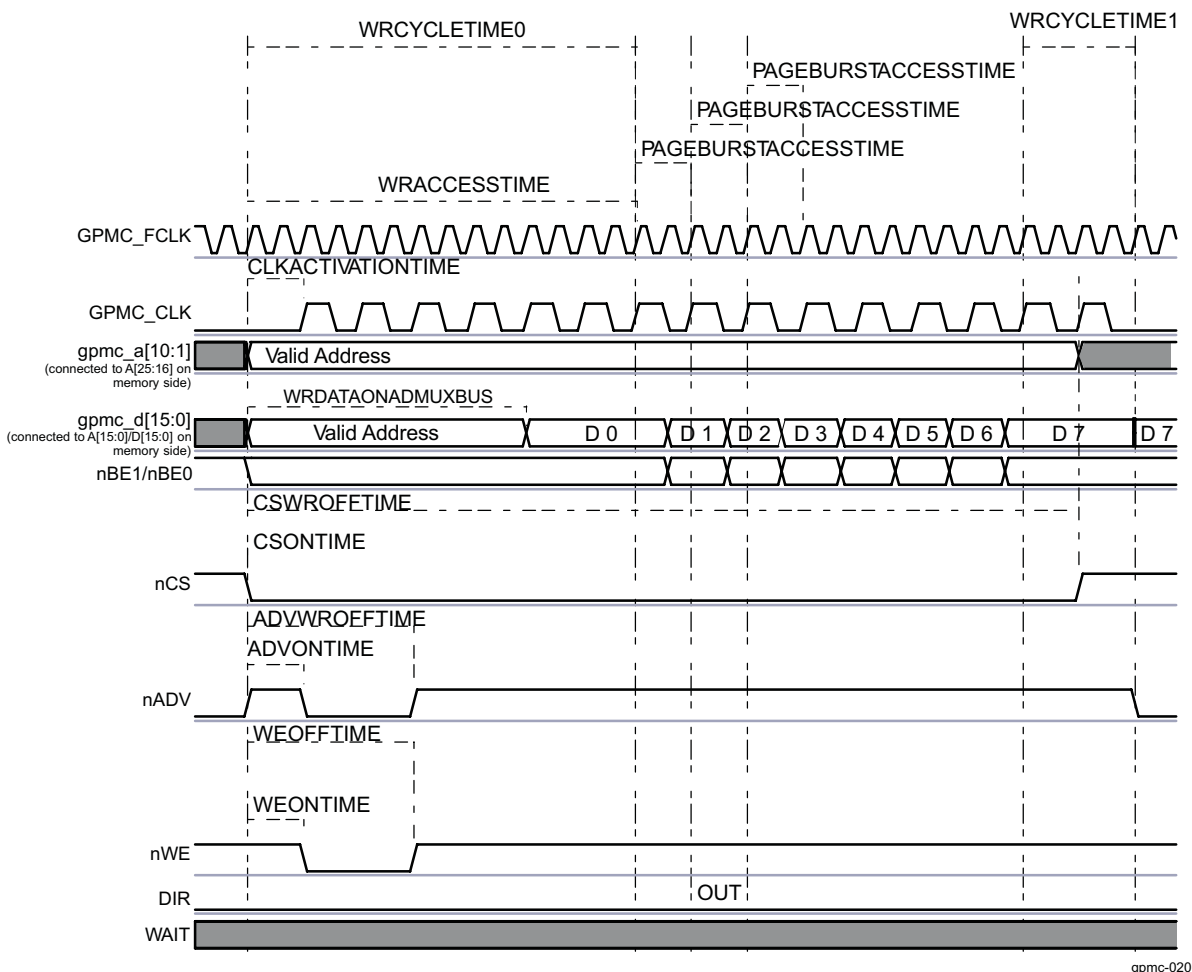 WRCYCLETIME0
WRCYCLETIME1
PAGEBURSTACCESSTIME
PAGEBURSTACCESSTIME
PAGEBURSTACCESSTIME
WRACCESSTIME
GPMC_FCLK
CLKACTIVATIONTIME
GPMC_CLK
gpmc_a[10:1]
(connected to A[25:16] on
memory side)
Valid Address
WRDATAONADMUXBUS
gpmc_d[15:0]
(connected to A[15:0]/D[15:0] on
memory side)
Valid Address D 0 D 1 D 2 D 3 D 4 D 5 D 6 D 7 D 7
nBE1/nBE0
CSWROFFTIME
CSONTIME
nCS
ADVWROFFTIME
ADVONTIME
nADV
WEOFFTIME
WEONTIME
nWE
DIR OUT
WAIT
gpmc-020